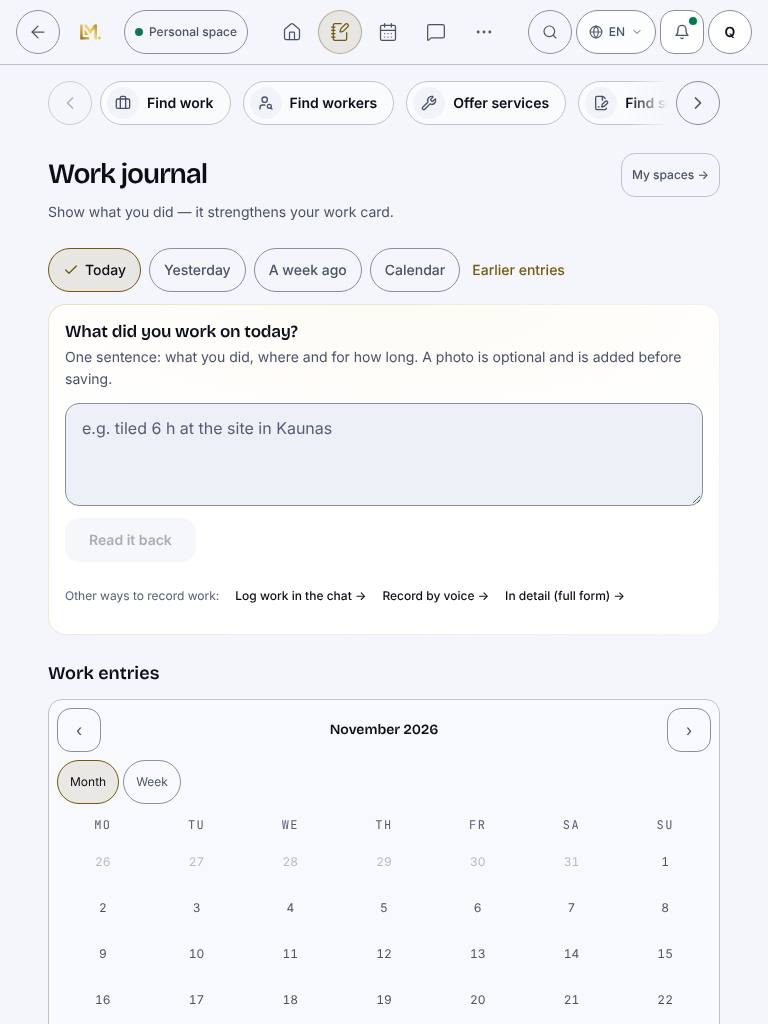 LM.
Personal space
EN
Q
Find work
Find workers
Offer services
Find s
Work journal
My spaces →
Show what you did — it strengthens your work card.
Today
Yesterday
A week ago
Calendar
Earlier entries
What did you work on today?
One sentence: what you did, where and for how long. A photo is optional and is added before
saving.
e.g. tiled 6 h at the site in Kaunas
Read it back
Other ways to record work:
Log work in the chat →
Record by voice →
In detail (full form) →
Work entries
‹
November 2026
›
Month
Week
MO TU WE TH FR SA SU
26 27 28 29 30 31 1
2 3 4 5 6 7 8
9 10 11 12 13 14 15
16 17 18 19 20 21 22